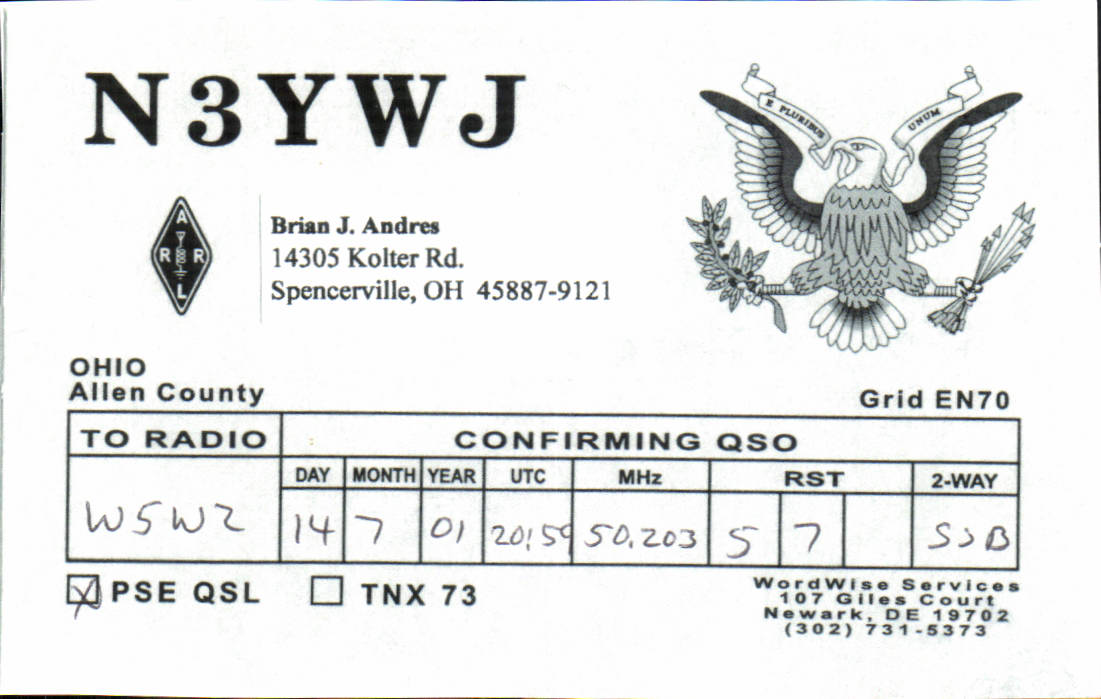 N3YWJ
E PLURIBUS UNUM
A
R R
L
Brian J. Andres
14305 Kolter Rd.
Spencerville, OH 45887-9121
OHIO
Allen County
Grid EN70
TO RADIO CONFIRMING QSO
DAY MONTH YEAR UTC MHz RST 2-WAY
W5WZ 14 7 01 20:59 50.203 5 7 SSB
PSE QSL TNX 73
WordWise Services
107 Giles Court
Newark, DE 19702
(302) 731-5373